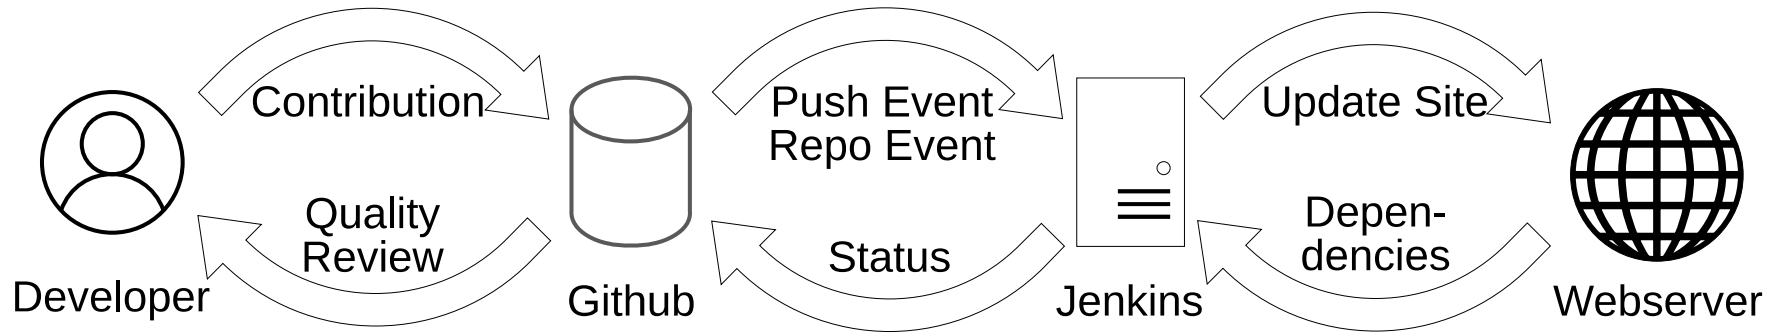 Contribution
Push Event
Repo Event
Update Site
Quality
Review
Status
Depen-
dencies
Developer
Github
Jenkins
Webserver